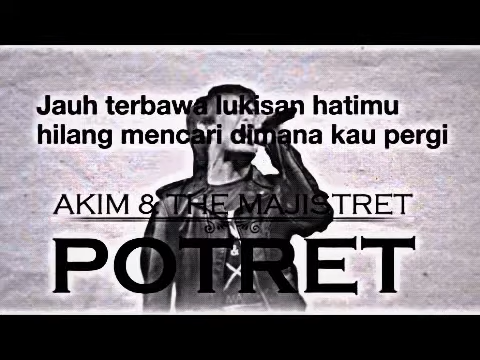 Jauh terbawa lukisan hatimu
hilang mencari dimana kau pergi
AKIM & THE MAJISTRET
POTRET